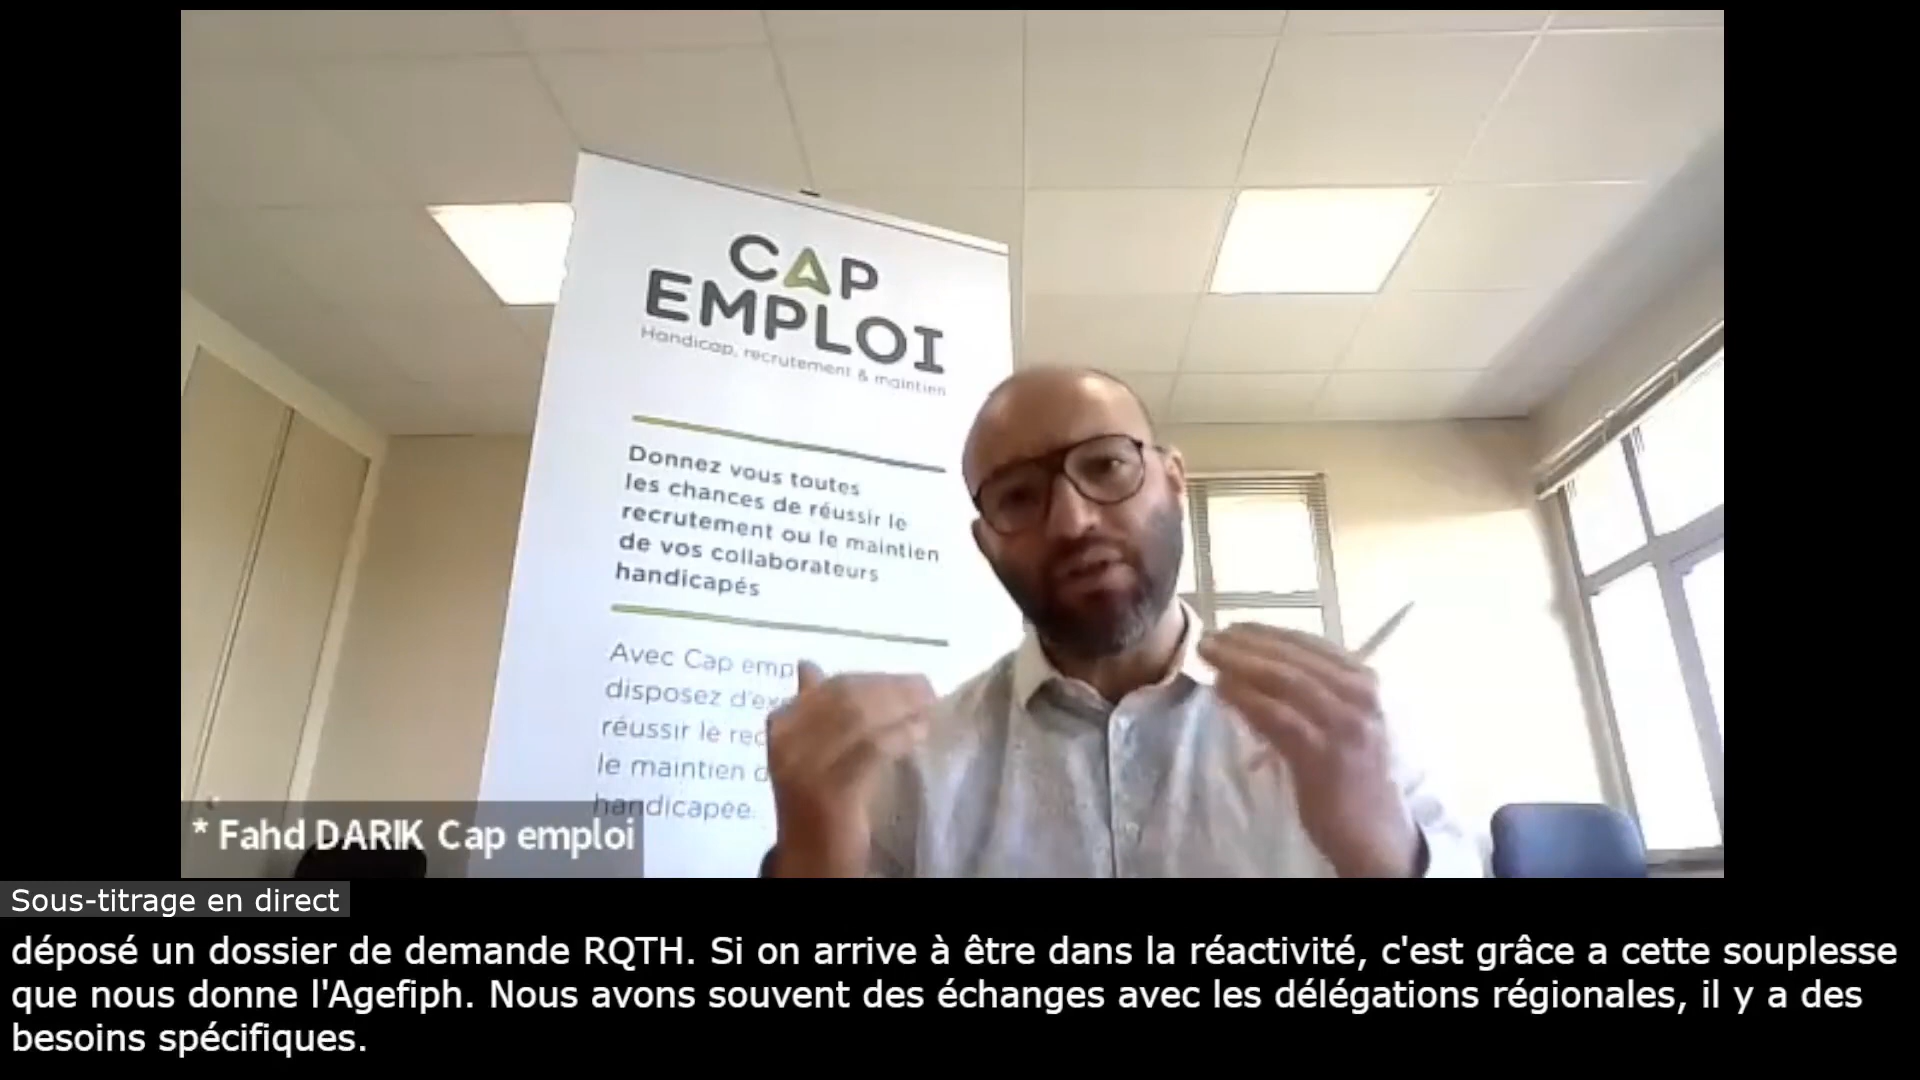 CAP
EMPLOI
Handicap, recrutement & maintien
Donnez vous toutes
les chances de réussir le
recrutement ou le maintien
de vos collaborateurs
handicapés
Avec Cap
disposez
réussir le
le maintien
handicapée.
* Fahd DARIK Cap emploi
Sous-titrage en direct
déposé un dossier de demande RQTH. Si on arrive à être dans la réactivité, c'est grâce a cette souplesse
que nous donne l'Agefiph. Nous avons souvent des échanges avec les délégations régionales, il y a des
besoins spécifiques.